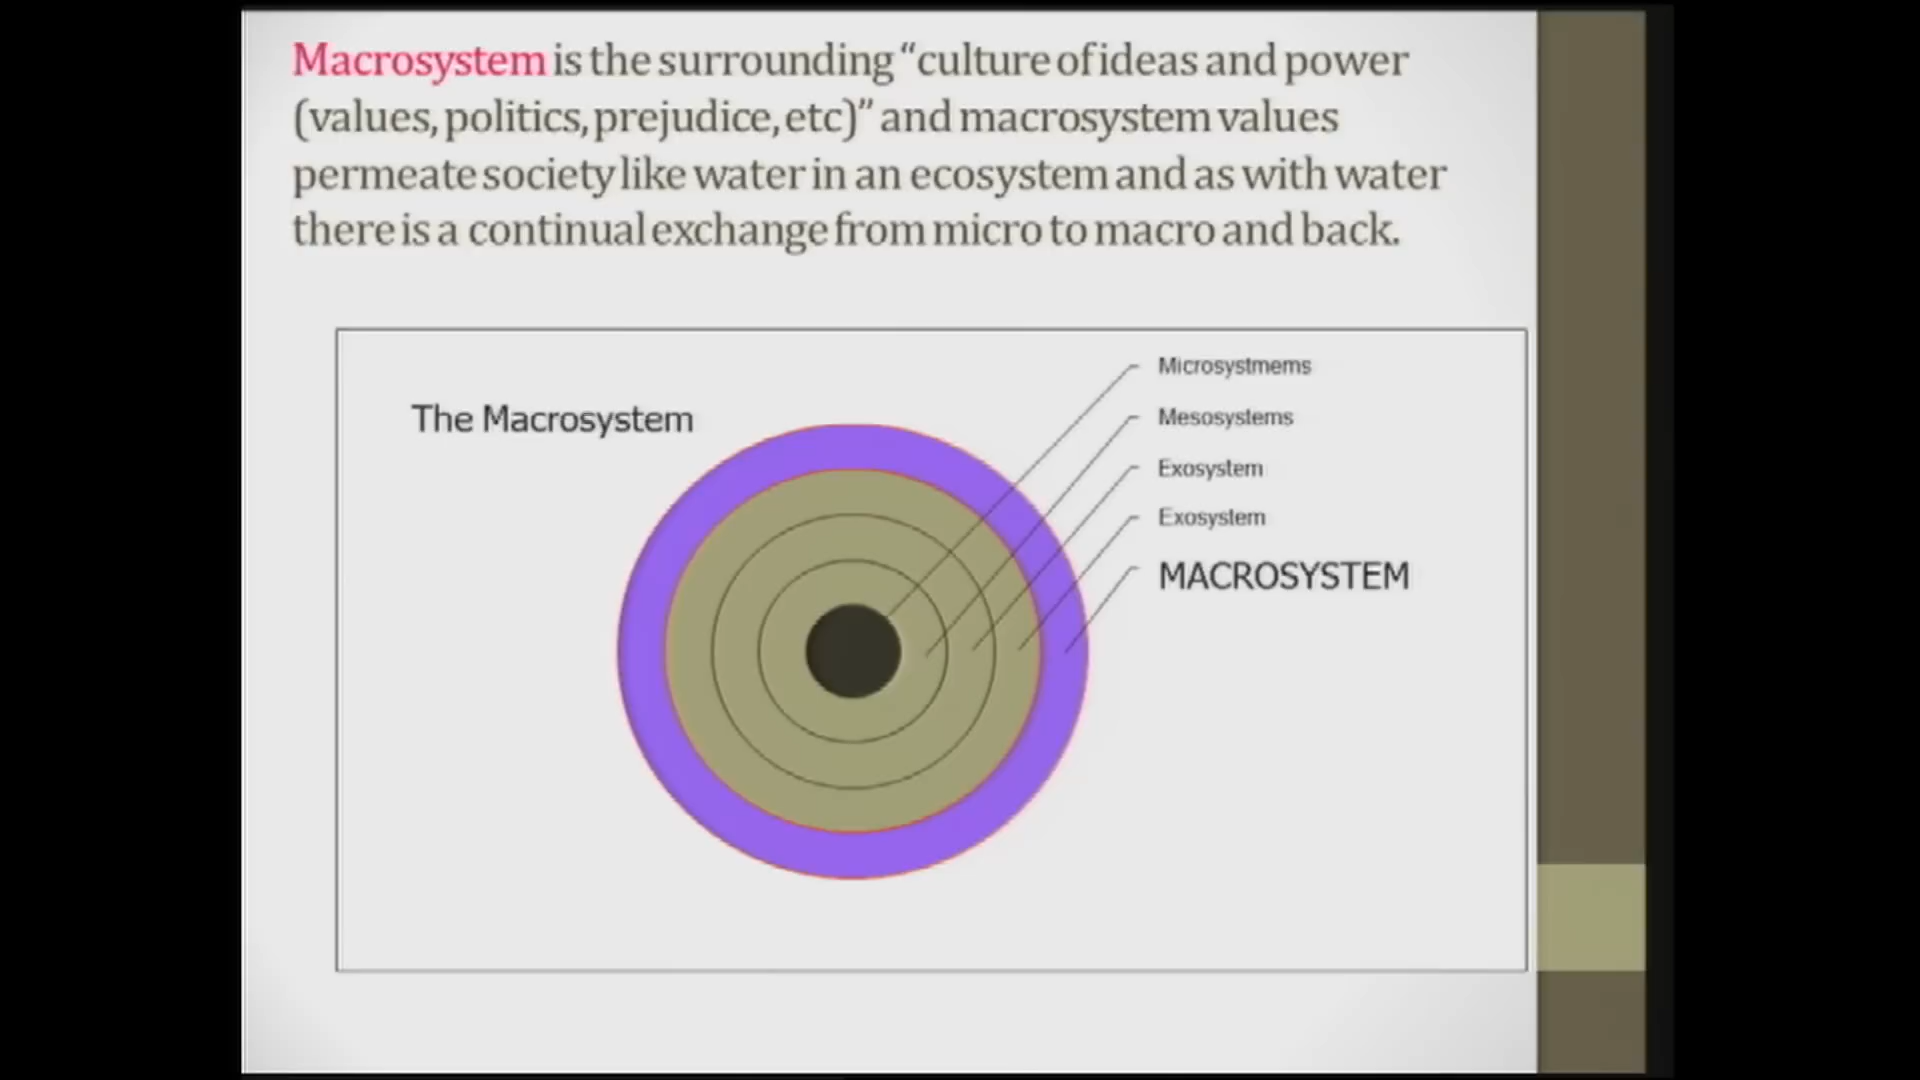 Macrosystem is the surrounding “culture of ideas and power
(values, politics, prejudice, etc)” and macrosystem values
permeate society like water in an ecosystem and as with water
there is a continual exchange from micro to macro and back.
The Macrosystem
Microsystmems
Mesosystems
Exosystem
Exosystem
MACROSYSTEM